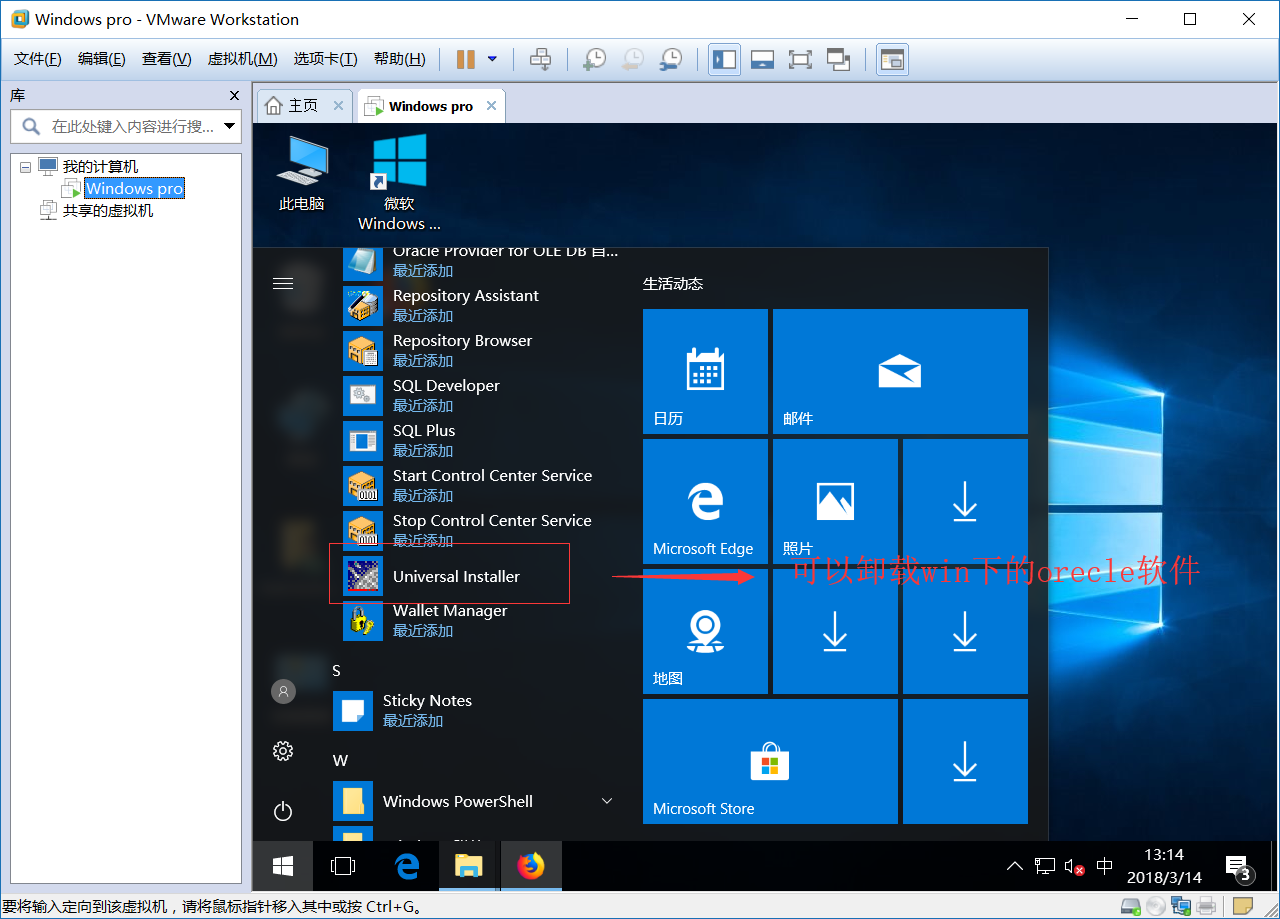 Windows pro - VMware Workstation
文件(F) 编辑(E) 查看(V) 虚拟机(M) 选项卡(T) 帮助(H)
库
在此处键入内容进行搜...
我的计算机
Windows pro
共享的虚拟机
主页
Windows pro
此电脑
微软
Windows ...
Oracle Provider for OLE DB 自...
最近添加
Repository Assistant
最近添加
Repository Browser
最近添加
SQL Developer
最近添加
SQL Plus
最近添加
Start Control Center Service
最近添加
Stop Control Center Service
最近添加
Universal Installer
Wallet Manager
最近添加
S
Sticky Notes
最近添加
W
Windows PowerShell
生活动态
日历
邮件
Microsoft Edge
照片
可以卸载win下的orecle软件
地图
Microsoft Store
中
13:14
2018/3/14
3
要将输入定向到该虚拟机，请将鼠标指针移入其中或按 Ctrl+G。